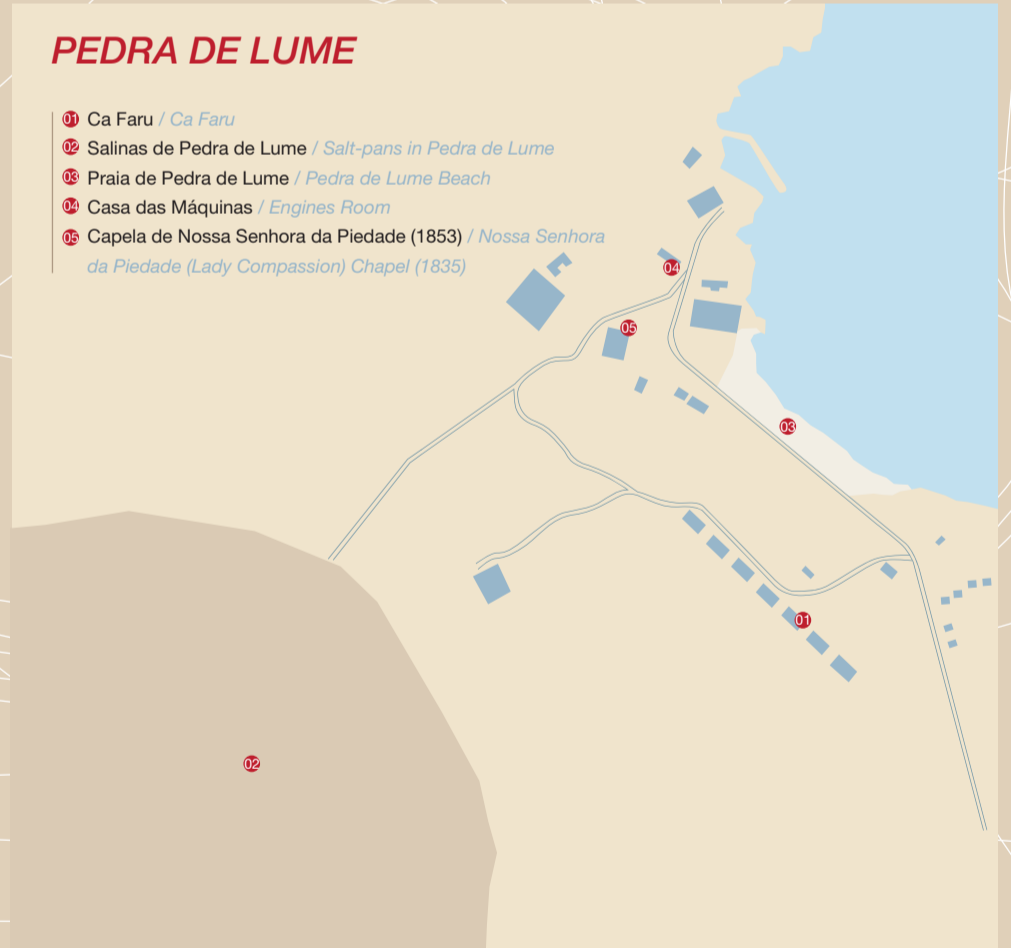 PEDRA DE LUME
01 Ca Faru / Ca Faru
02 Salinas de Pedra de Lume / Salt-pans in Pedra de Lume
03 Praia de Pedra de Lume / Pedra de Lume Beach
04 Casa das Máquinas / Engines Room
05 Capela de Nossa Senhora da Piedade (1853) / Nossa Senhora
da Piedade (Lady Compassion) Chapel (1835)
04
05
03
01
02